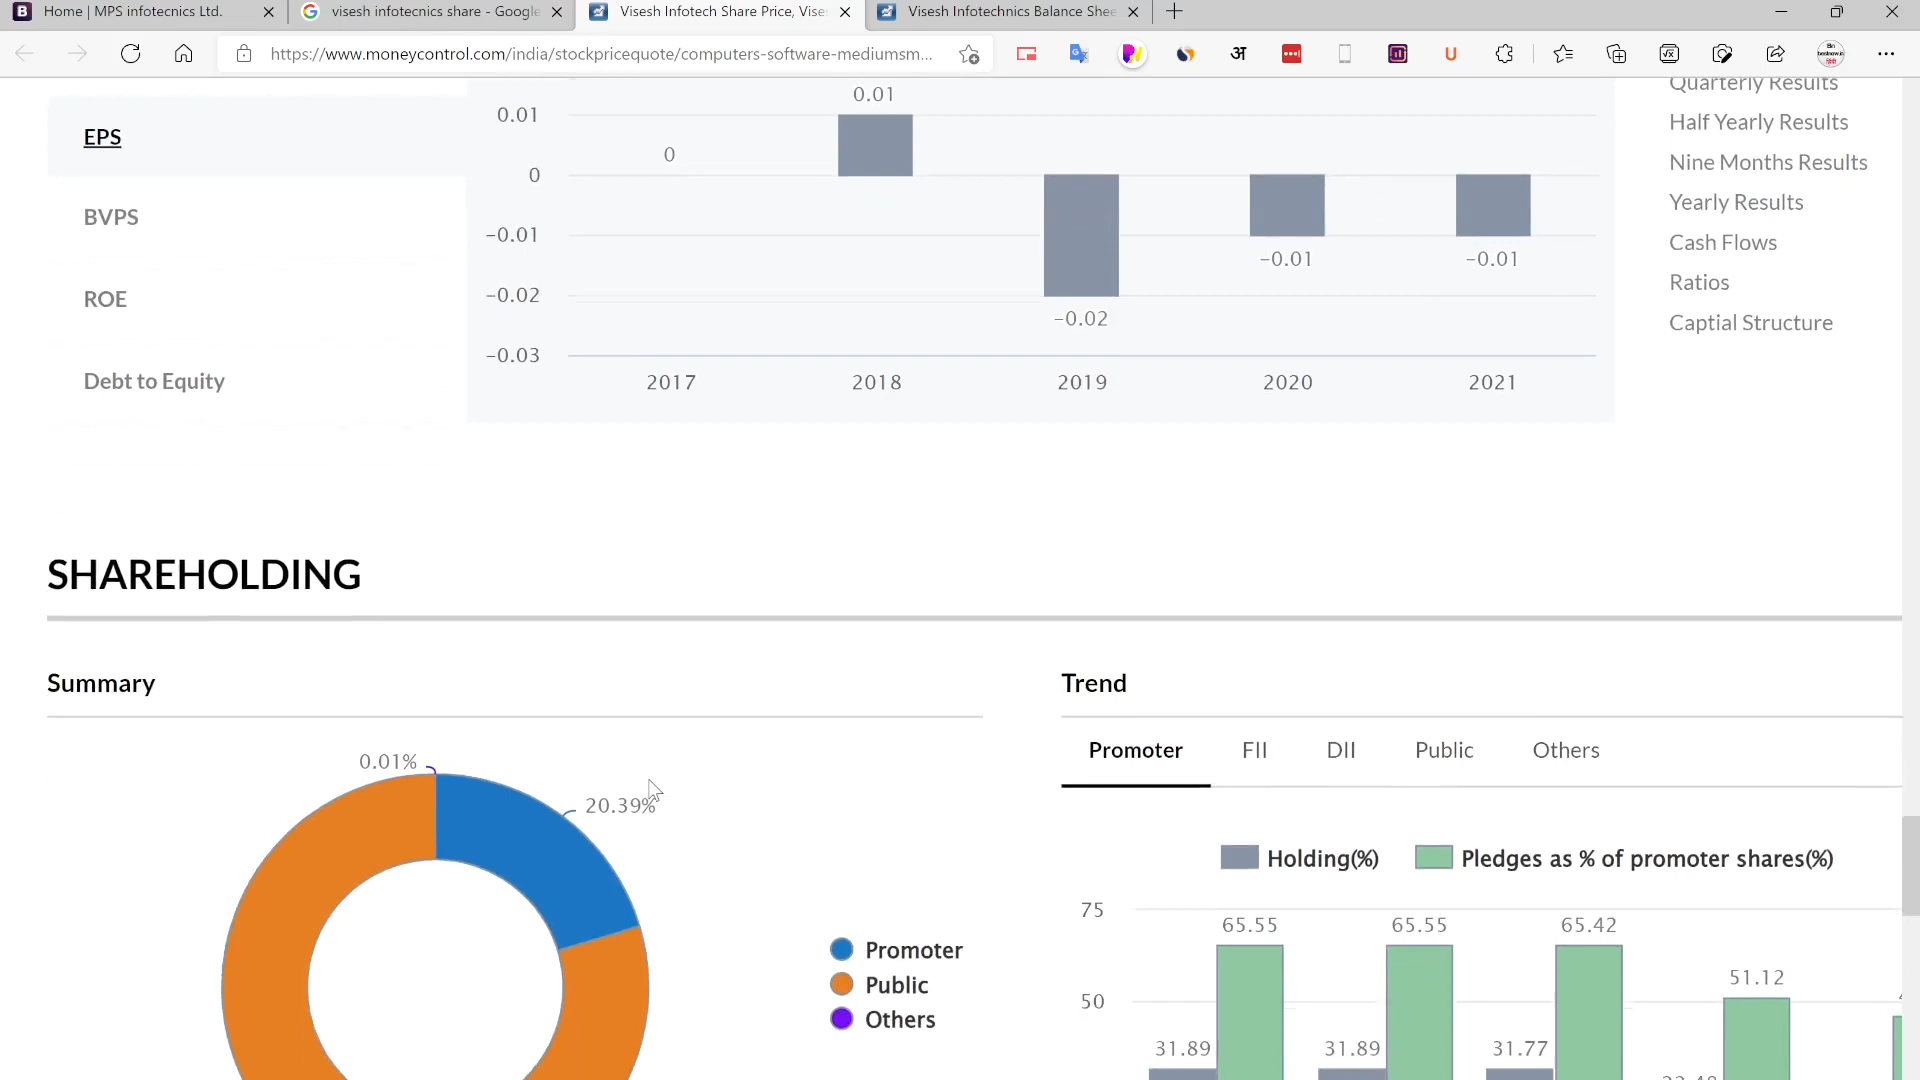 Home | MPS infotecnics Ltd.
visesh infotecnics share - Google
Visesh Infotech Share Price, Vises
Visesh Infotechnics Balance Shee
https://www.moneycontrol.com/india/stockpricequote/computers-software-mediumsm...
अ
U
Quarterly Results
Half Yearly Results
Nine Months Results
Yearly Results
Cash Flows
Ratios
Captial Structure
EPS
BVPS
ROE
Debt to Equity
0.01
0
-0.01
-0.02
-0.03
0
0.01
-0.02
-0.01
-0.01
2017
2018
2019
2020
2021
SHAREHOLDING
Summary
0.01%
20.39%
Promoter
Public
Others
Trend
Promoter
FII
DII
Public
Others
Holding(%)
Pledges as % of promoter shares(%)
75
50
65.55
65.55
65.42
51.12
31.89
31.89
31.77